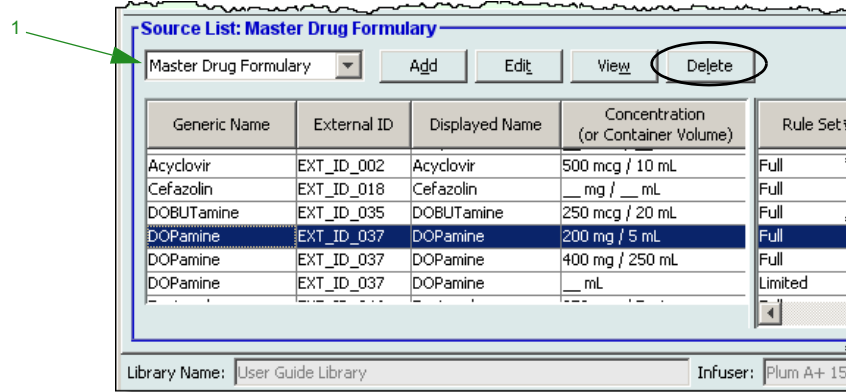 1
Source List: Master Drug Formulary
Master Drug Formulary Add Edit View Delete
Generic Name External ID Displayed Name Concentration (or Container Volume) Rule Set
Acyclovir EXT_ID_002 Acyclovir 500 mcg / 10 mL Full
Cefazolin EXT_ID_018 Cefazolin __ mg / __ mL Full
DOBUTamine EXT_ID_035 DOBUTamine 250 mcg / 20 mL Full
DOPamine EXT_ID_037 DOPamine 200 mg / 5 mL Full
DOPamine EXT_ID_037 DOPamine 400 mg / 250 mL Full
DOPamine EXT_ID_037 DOPamine __ mL Limited
Library Name: User Guide Library Infuser: Plum A+ 15